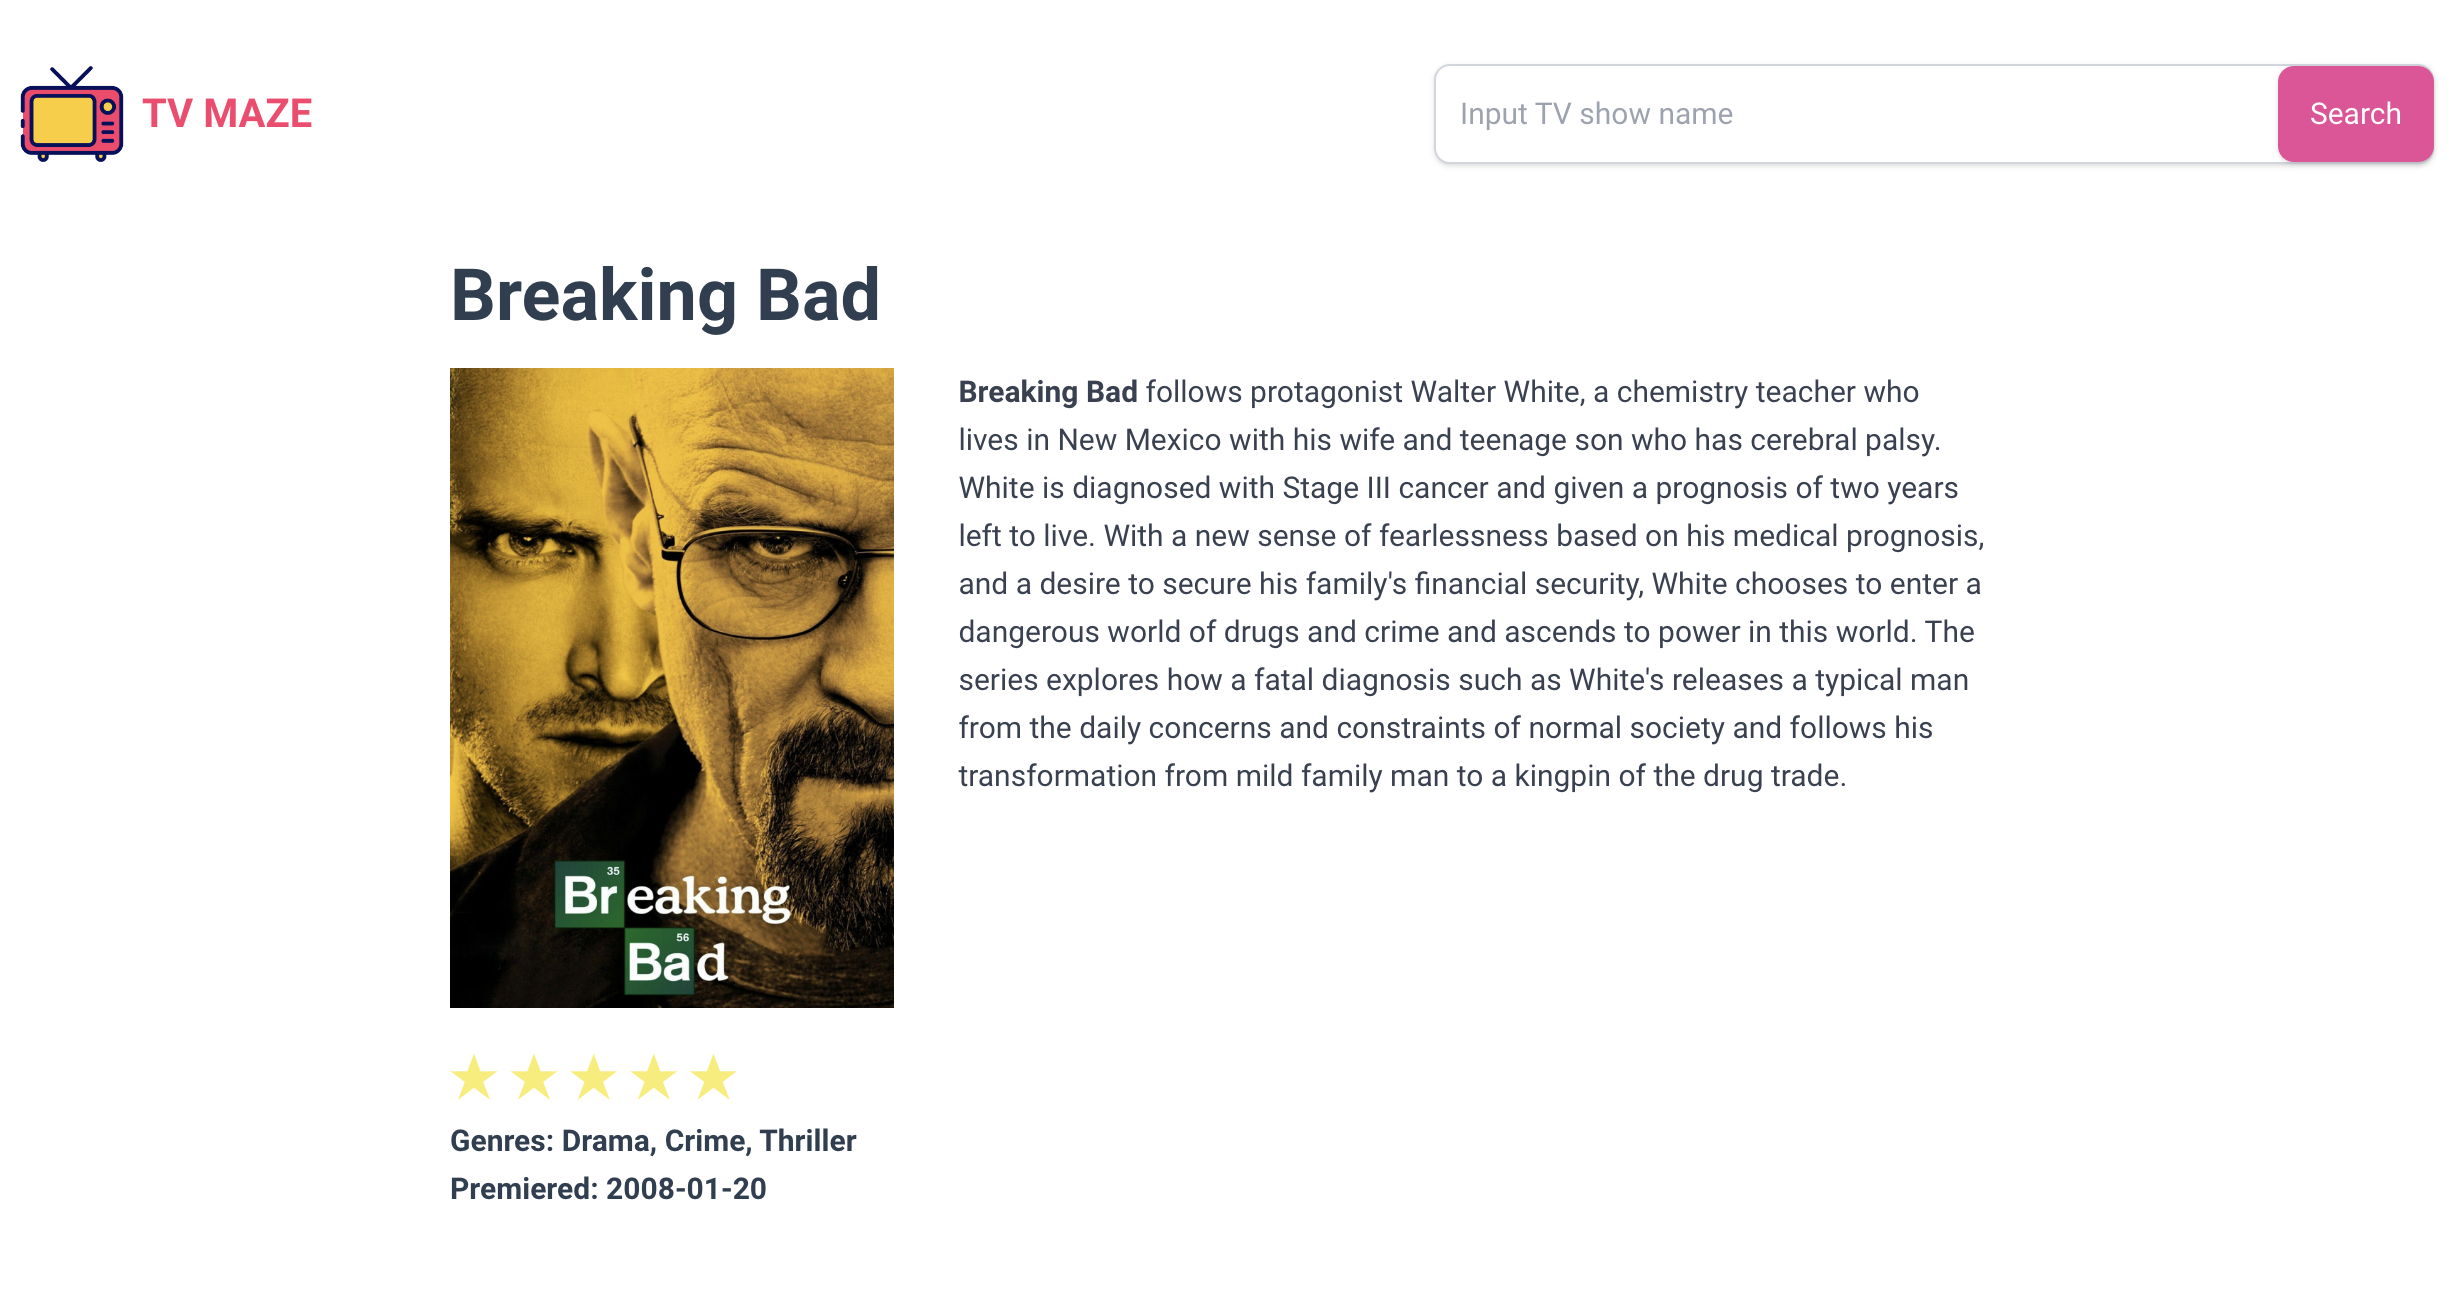 TV MAZE
Input TV show name
Search
Breaking Bad
Breaking Bad follows protagonist Walter White, a chemistry teacher who
lives in New Mexico with his wife and teenage son who has cerebral palsy.
White is diagnosed with Stage III cancer and given a prognosis of two years
left to live. With a new sense of fearlessness based on his medical prognosis,
and a desire to secure his family's financial security, White chooses to enter a
dangerous world of drugs and crime and ascends to power in this world. The
series explores how a fatal diagnosis such as White's releases a typical man
from the daily concerns and constraints of normal society and follows his
transformation from mild family man to a kingpin of the drug trade.
35
Breaking
56
Bad
Genres: Drama, Crime, Thriller
Premiered: 2008-01-20